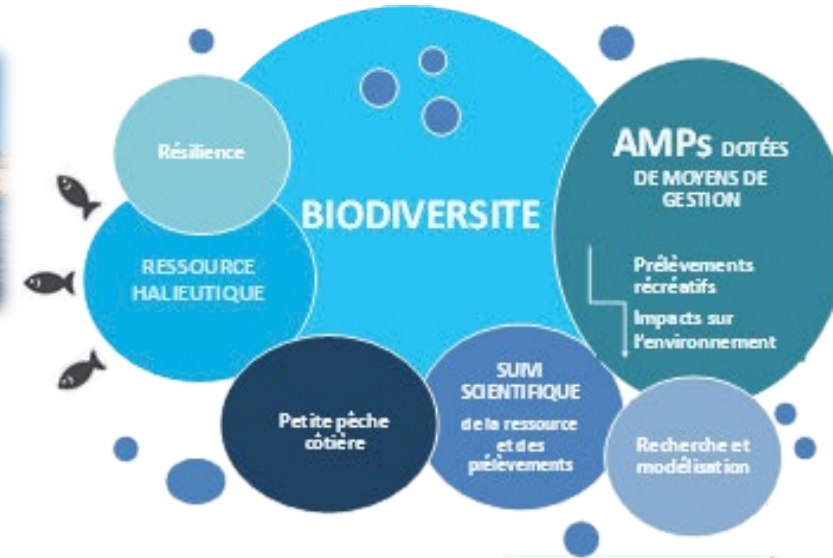 Résilience
BIODIVERSITE
RESSOURCE
HALIEUTIQUE
AMPs DOTÉES
DE MOYENS DE
GESTION
Prélèvements
récréatifs
Impacts sur
l'environnement
Petite pêche
côtière
SUIVI
SCIENTIFIQUE
de la ressource
et des
prélèvements
Recherche et
modélisation